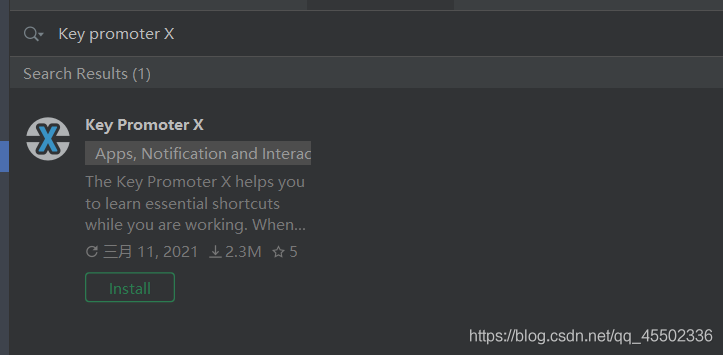 Key promoter X
Search Results (1)
X
Key Promoter X
Apps, Notification and Interac
The Key Promoter X helps you
to learn essential shortcuts
while you are working. When...
三月 11, 2021 2.3M 5
Install
https://blog.csdn.net/qq_45502336